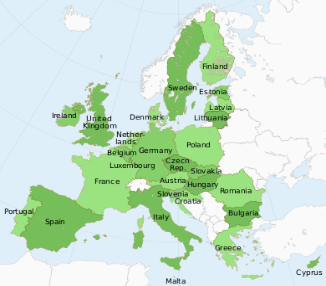 Finland
Sweden
Estonia
Latvia
Lithuania
Denmark
Ireland
United
Kingdom
Nether
lands
Belgium
Germany
Poland
Luxembourg
Czech
Rep.
Slovakia
France
Austria
Hungary
Slovenia
Croatia
Romania
Portugal
Spain
Italy
Bulgaria
Greece
Malta
Cyprus